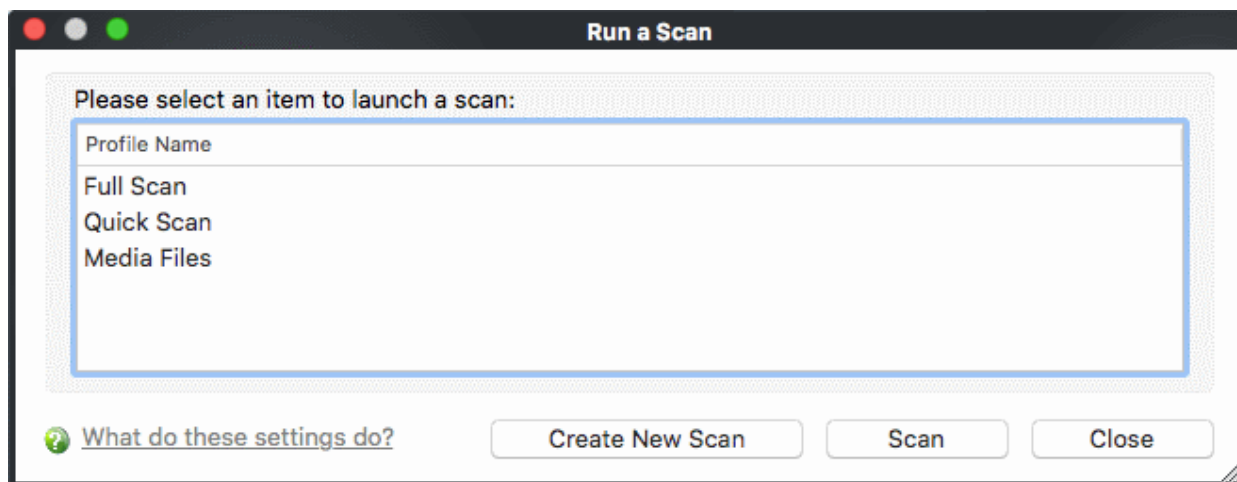 Run a Scan
Please select an item to launch a scan:
Profile Name
Full Scan
Quick Scan
Media Files
What do these settings do?
Create New Scan
Scan
Close